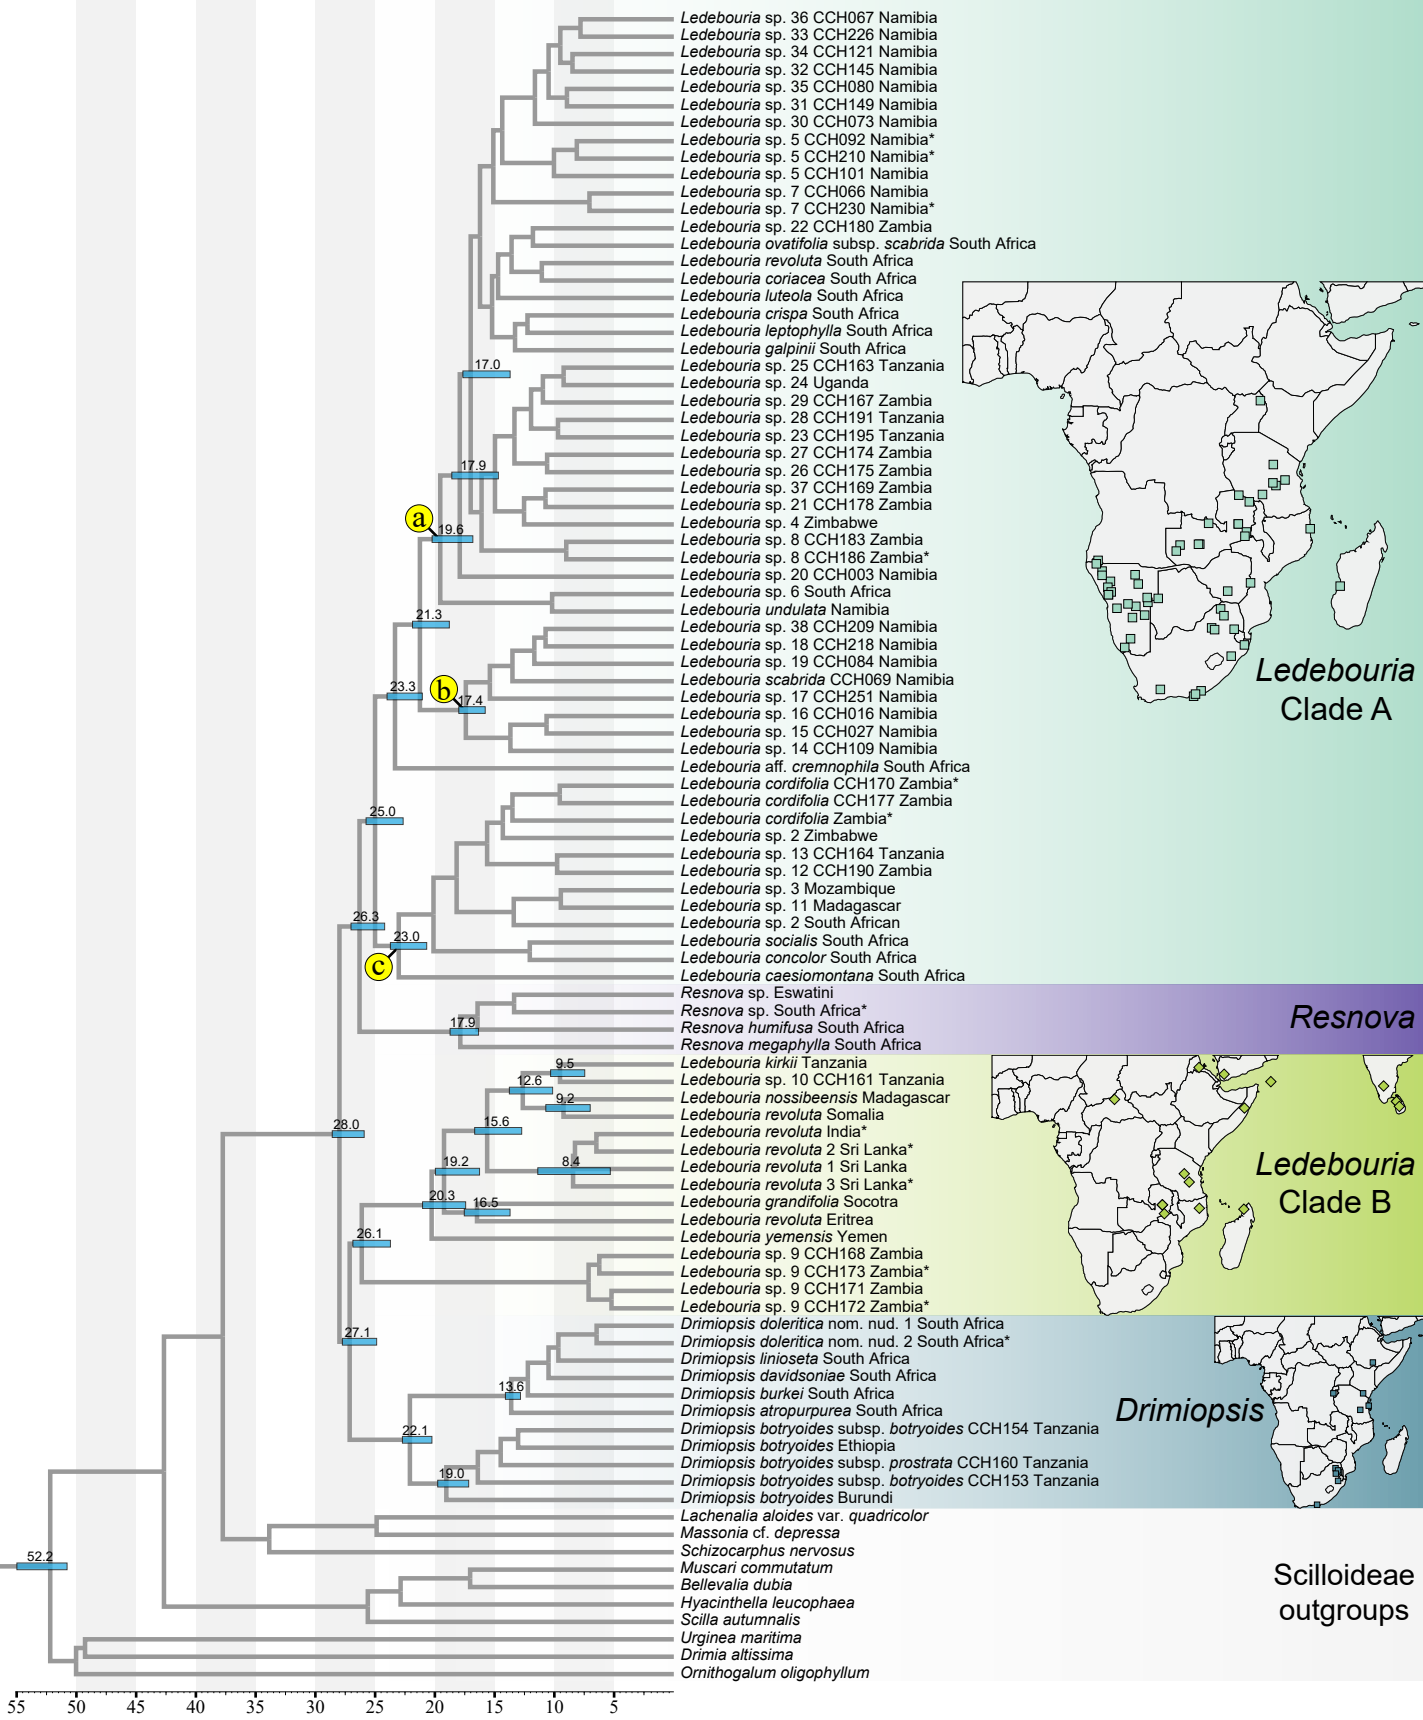 Ledebouria sp. 36 CCH067 Namibia
Ledebouria sp. 33 CCH226 Namibia
Ledebouria sp. 34 CCH121 Namibia
Ledebouria sp. 32 CCH145 Namibia
Ledebouria sp. 35 CCH080 Namibia
Ledebouria sp. 31 CCH149 Namibia
Ledebouria sp. 30 CCH073 Namibia
Ledebouria sp. 5 CCH092 Namibia*
Ledebouria sp. 5 CCH210 Namibia*
Ledebouria sp. 5 CCH101 Namibia
Ledebouria sp. 7 CCH066 Namibia
Ledebouria sp. 7 CCH230 Namibia*
Ledebouria sp. 22 CCH180 Zambia
Ledebouria ovatifolia subsp. scabrida South Africa
Ledebouria revoluta South Africa
Ledebouria coriacea South Africa
Ledebouria luteola South Africa
Ledebouria crispa South Africa
Ledebouria leptophylla South Africa
Ledebouria galpinii South Africa
Ledebouria sp. 25 CCH163 Tanzania
Ledebouria sp. 24 Uganda
Ledebouria sp. 29 CCH167 Zambia
Ledebouria sp. 28 CCH191 Tanzania
Ledebouria sp. 23 CCH195 Tanzania
Ledebouria sp. 27 CCH174 Zambia
Ledebouria sp. 26 CCH175 Zambia
Ledebouria sp. 37 CCH169 Zambia
Ledebouria sp. 21 CCH178 Zambia
Ledebouria sp. 4 Zimbabwe
Ledebouria sp. 8 CCH183 Zambia
Ledebouria sp. 8 CCH186 Zambia*
Ledebouria sp. 20 CCH003 Namibia
Ledebouria sp. 6 South Africa
Ledebouria undulata Namibia
Ledebouria sp. 38 CCH209 Namibia
Ledebouria sp. 18 CCH218 Namibia
Ledebouria sp. 19 CCH084 Namibia
Ledebouria scabrida CCH069 Namibia
Ledebouria sp. 17 CCH251 Namibia
Ledebouria sp. 16 CCH016 Namibia
Ledebouria sp. 15 CCH027 Namibia
Ledebouria sp. 14 CCH109 Namibia
Ledebouria aff. cremnophila South Africa
Ledebouria cordifolia CCH170 Zambia*
Ledebouria cordifolia CCH177 Zambia
Ledebouria cordifolia Zambia*
Ledebouria sp. 2 Zimbabwe
Ledebouria sp. 13 CCH164 Tanzania
Ledebouria sp. 12 CCH190 Zambia
Ledebouria sp. 3 Mozambique
Ledebouria sp. 11 Madagascar
Ledebouria sp. 2 South African
Ledebouria socialis South Africa
Ledebouria concolor South Africa
Ledebouria caesiomontana South Africa
Resnova sp. Eswatini
Resnova sp. South Africa*
Resnova humifusa South Africa
Resnova megaphylla South Africa
Ledebouria kirkii Tanzania
Ledebouria sp. 10 CCH161 Tanzania
Ledebouria nossibeensis Madagascar
Ledebouria revoluta Somalia
Ledebouria revoluta India*
Ledebouria revoluta 2 Sri Lanka*
Ledebouria revoluta 1 Sri Lanka
Ledebouria revoluta 3 Sri Lanka*
Ledebouria grandifolia Socotra
Ledebouria revoluta Eritrea
Ledebouria yemensis Yemen
Ledebouria sp. 9 CCH168 Zambia
Ledebouria sp. 9 CCH173 Zambia*
Ledebouria sp. 9 CCH171 Zambia
Ledebouria sp. 9 CCH172 Zambia*
Drimiopsis doleritica nom. nud. 1 South Africa
Drimiopsis doleritica nom. nud. 2 South Africa*
Drimiopsis linioseta South Africa
Drimiopsis davidsoniae South Africa
Drimiopsis burkei South Africa
Drimiopsis atropurpurea South Africa
Drimiopsis botryoides subsp. botryoides CCH154 Tanzania
Drimiopsis botryoides Ethiopia
Drimiopsis botryoides subsp. prostrata CCH160 Tanzania
Drimiopsis botryoides subsp. botryoides CCH153 Tanzania
Drimiopsis botryoides Burundi
Lachenalia aloides var. quadricolor
Massonia cf. depressa
Schizocarphus nervosus
Muscari commutatum
Bellevalia dubia
Hyacinthella leucophaea
Scilla autumnalis
Urginea maritima
Drimia altissima
Ornithogalum oligophyllum
17.0
17.9
a
19.6
21.3
23.3
b
17.4
25.0
26.3
23.0
c
17.9
9.5
12.6
9.2
15.6
28.0
8.4
19.2
20.3
16.5
26.1
27.1
13.6
22.1
19.0
52.2
Ledebouria
Clade A
Resnova
Ledebouria
Clade B
Drimiopsis
Scilloideae
outgroups
55 50 45 40 35 30 25 20 15 10 5